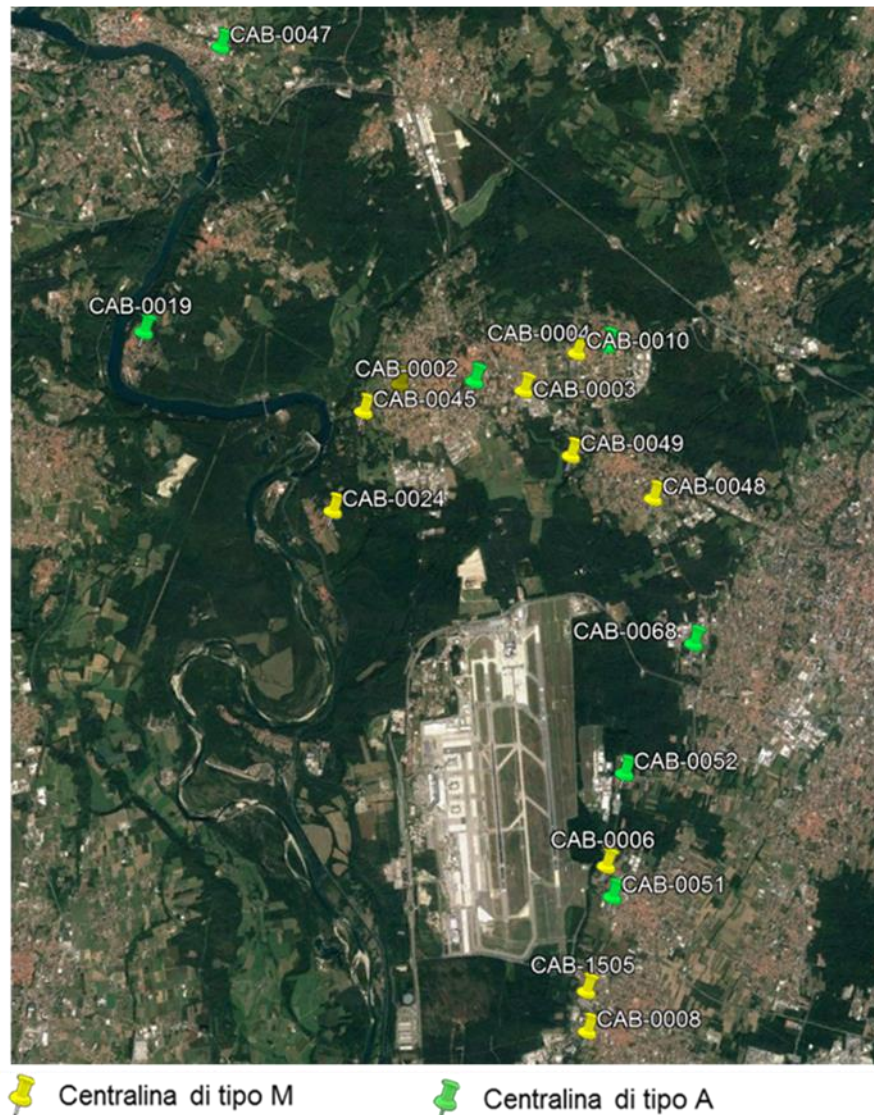 CAB-0047
CAB-0019
CAB-0004
CAB-0010
CAB-0002
CAB-0003
CAB-0045
CAB-0049
CAB-0048
CAB-0024
CAB-0068
CAB-0052
CAB-0006
CAB-0051
CAB-1505
CAB-0008
Centralina di tipo M
Centralina di tipo A